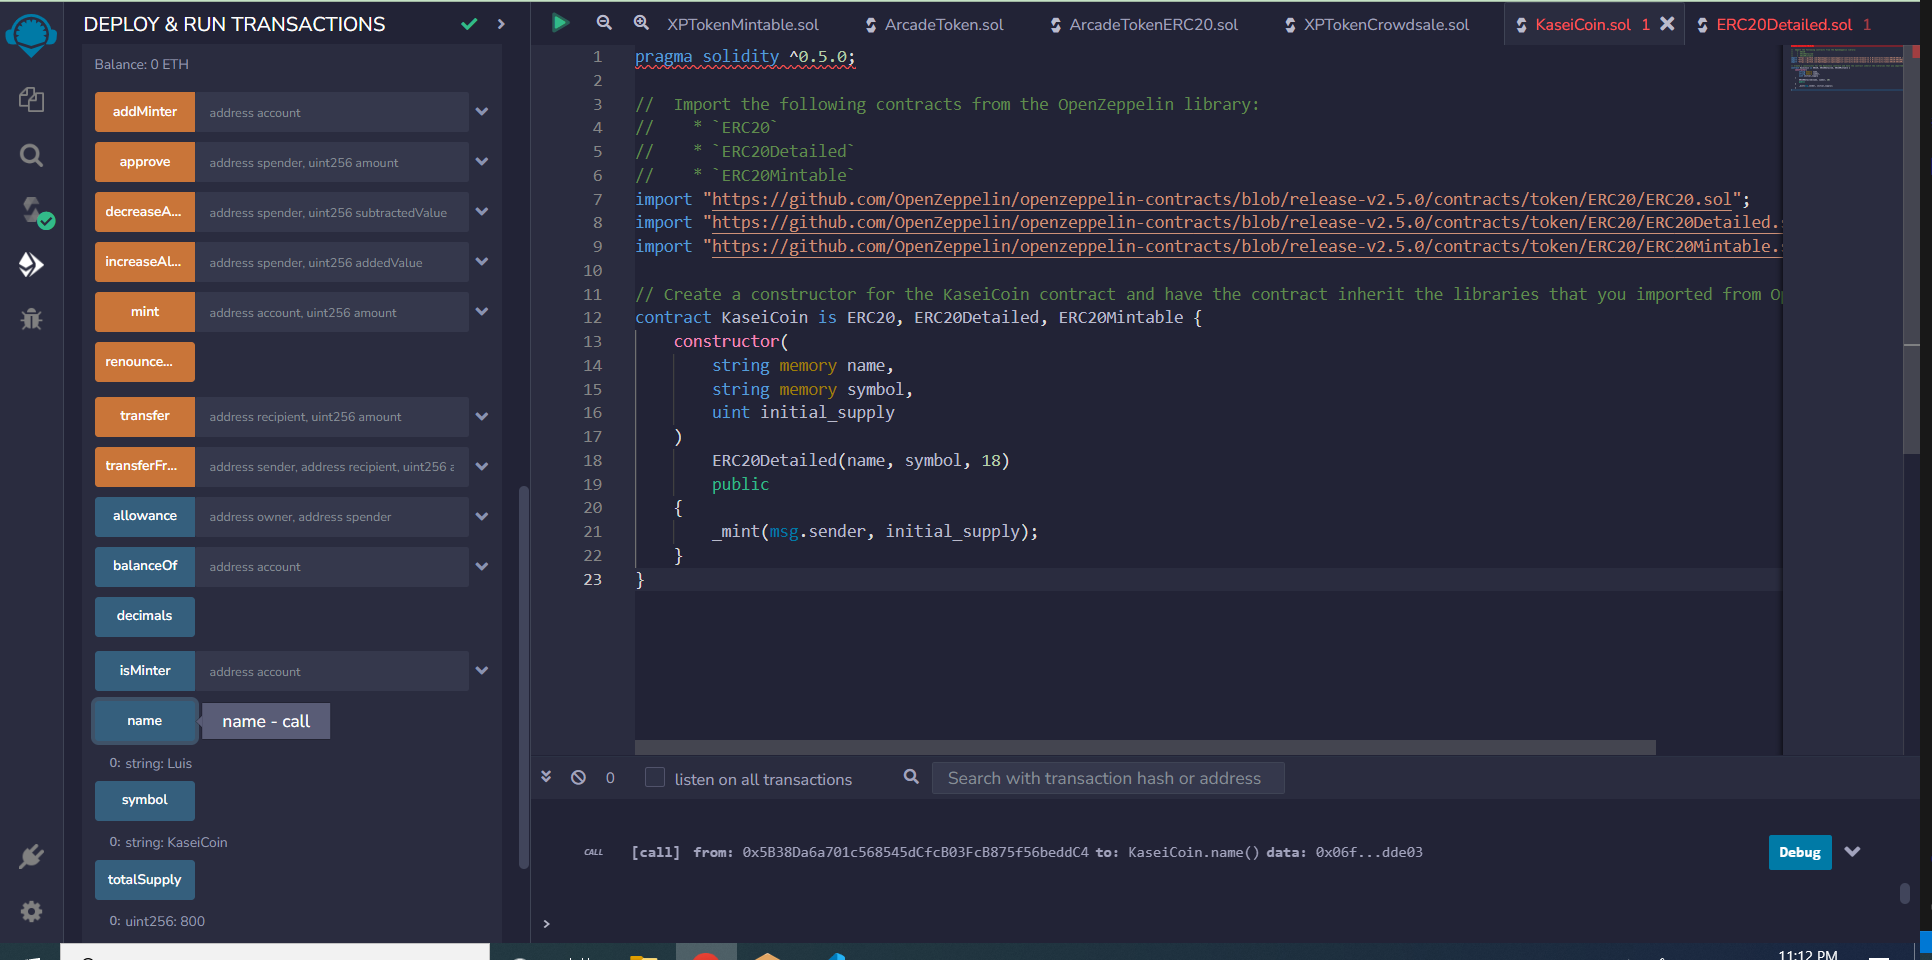 DEPLOY & RUN TRANSACTIONS
Balance: 0 ETH
addMinter address account
approve address spender, uint256 amount
decreaseA... address spender, uint256 subtractedValue
increaseAl... address spender, uint256 addedValue
mint address account, uint256 amount
renounce...
transfer address recipient, uint256 amount
transferFr... address sender, address recipient, uint256 a
allowance address owner, address spender
balanceOf address account
decimals
isMinter address account
name name - call
0: string: Luis
symbol
0: string: KaseiCoin
totalSupply
0: uint256: 800
XPTokenMintable.sol ArcadeToken.sol ArcadeTokenERC20.sol XPTokenCrowdsale.sol KaseiCoin.sol 1 ERC20Detailed.sol 1
1 pragma solidity ^0.5.0;
2
3 //  Import the following contracts from the OpenZeppelin library:
4 //    * `ERC20`
5 //    * `ERC20Detailed`
6 //    * `ERC20Mintable`
7 import "https://github.com/OpenZeppelin/openzeppelin-contracts/blob/release-v2.5.0/contracts/token/ERC20/ERC20.sol";
8 import "https://github.com/OpenZeppelin/openzeppelin-contracts/blob/release-v2.5.0/contracts/token/ERC20/ERC20Detailed.s
9 import "https://github.com/OpenZeppelin/openzeppelin-contracts/blob/release-v2.5.0/contracts/token/ERC20/ERC20Mintable.s
10
11 // Create a constructor for the KaseiCoin contract and have the contract inherit the libraries that you imported from Op
12 contract KaseiCoin is ERC20, ERC20Detailed, ERC20Mintable {
13     constructor(
14         string memory name,
15         string memory symbol,
16         uint initial_supply
17     )
18         ERC20Detailed(name, symbol, 18)
19         public
20     {
21         _mint(msg.sender, initial_supply);
22     }
23 }
0 listen on all transactions Search with transaction hash or address
CALL [call] from: 0x5B38Da6a701c568545dCfcB03FcB875f56beddC4 to: KaseiCoin.name() data: 0x06f...dde03 Debug
>
11:12 PM